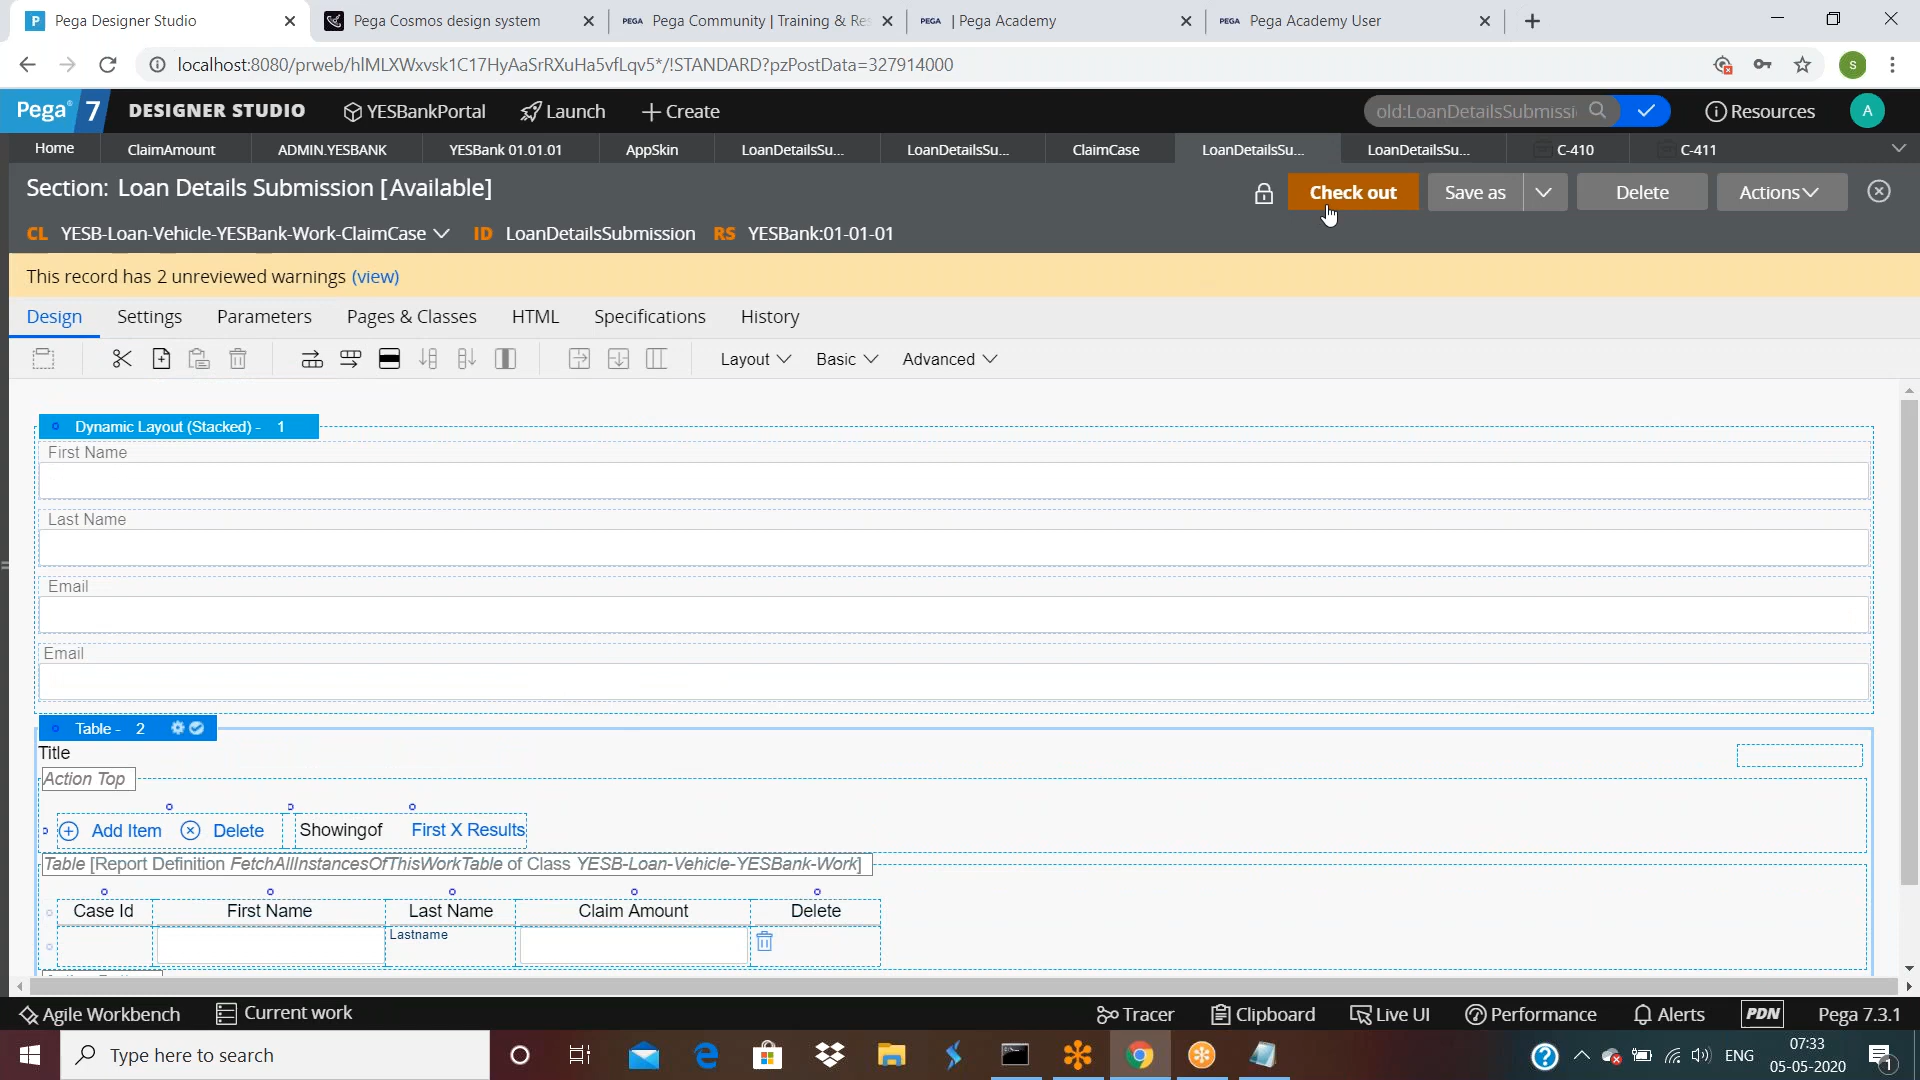 Pega Designer Studio
Pega Cosmos design system
PEGA Pega Community | Training & Res
PEGA | Pega Academy
PEGA Pega Academy User
localhost:8080/prweb/hIMLXWxvsk1C17HyAaSrRXuHa5vfLqv5*/!STANDARD?pzPostData=327914000
S
Pega 7 DESIGNER STUDIO YESBankPortal Launch + Create
old:LoanDetailsSubmissi
Resources
A
Home ClaimAmount ADMIN.YESBANK YESBank 01.01.01 AppSkin LoanDetailsSu... LoanDetailsSu... ClaimCase LoanDetailsSu... LoanDetailsSu... C-410 C-411
Section: Loan Details Submission [Available]
Check out Save as Delete Actions
CL YESB-Loan-Vehicle-YESBank-Work-ClaimCase ID LoanDetailsSubmission RS YESBank:01-01-01
This record has 2 unreviewed warnings (view)
Design Settings Parameters Pages & Classes HTML Specifications History
Layout Basic Advanced
Dynamic Layout (Stacked) - 1
First Name
Last Name
Email
Email
Table - 2
Title
Action Top
Add Item Delete Showingof First X Results
Table [Report Definition FetchAllInstancesOfThisWorkTable of Class YESB-Loan-Vehicle-YESBank-Work]
Case Id First Name Last Name Claim Amount Delete
Lastname
Agile Workbench Current work Tracer Clipboard Live UI Performance Alerts PDN Pega 7.3.1
Type here to search
ENG
07:33
05-05-2020
1